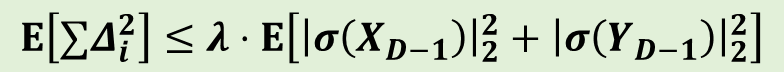 𝐄[∑𝜟ᵢ²] ≤ 𝝀 ⋅ 𝐄[|𝝈(𝑿_{𝑫−𝟏})|₂² + |𝝈(𝒀_{𝑫−𝟏})|₂²]